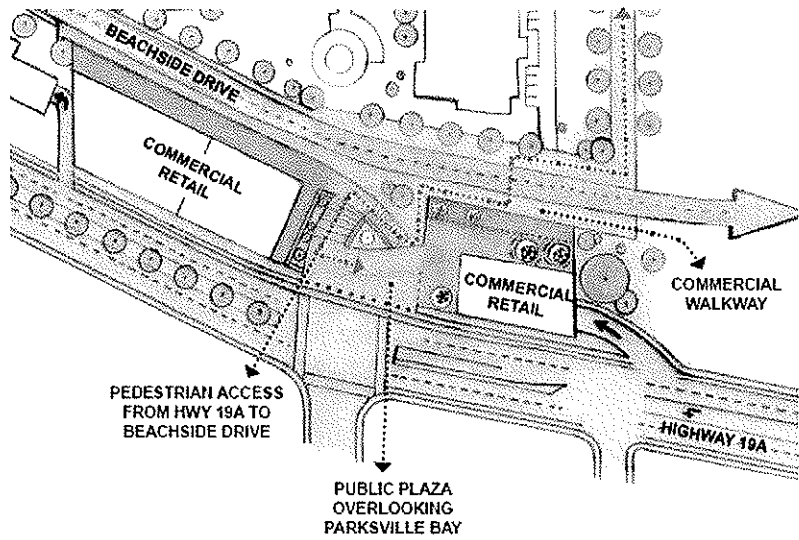 BEACHSIDE DRIVE
COMMERCIAL
RETAIL
COMMERCIAL
RETAIL
COMMERCIAL
WALKWAY
PEDESTRIAN ACCESS
FROM HWY 19A TO
BEACHSIDE DRIVE
HIGHWAY 19A
PUBLIC PLAZA
OVERLOOKING
PARKSVILLE BAY